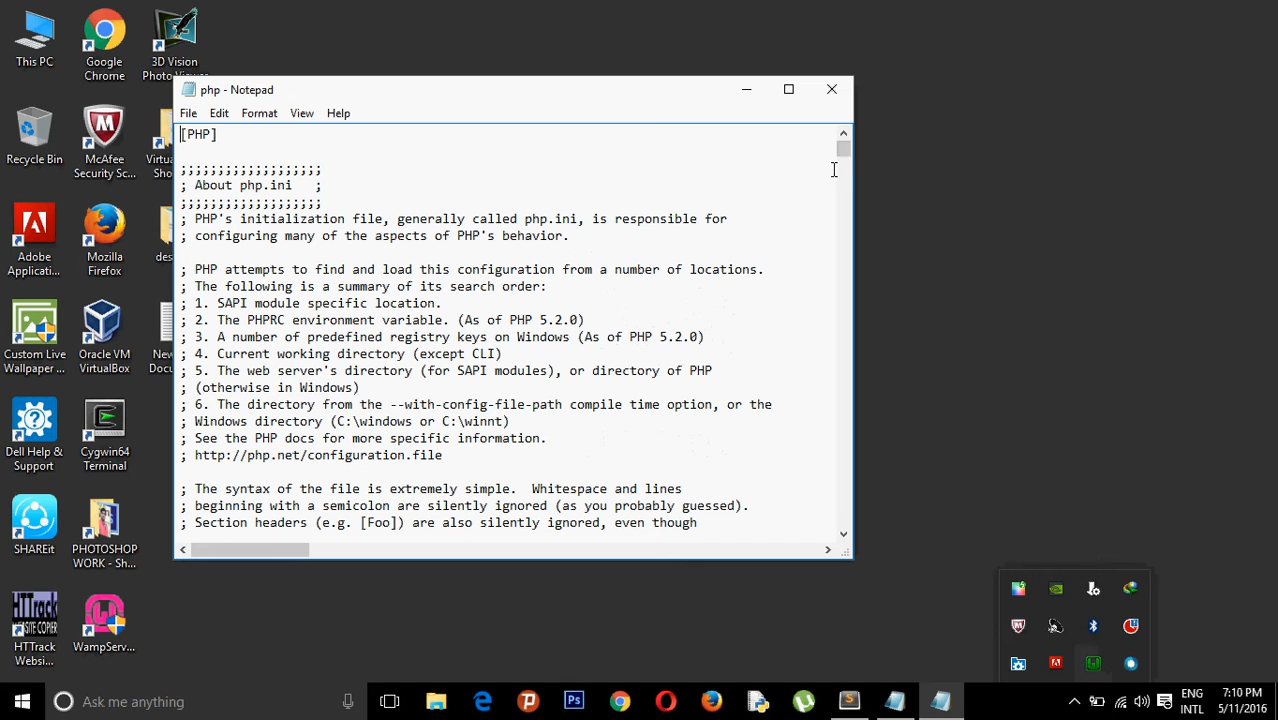 This PC
Google
Chrome
3D Vision
Photo
Recycle Bin
McAfee
Security Sc...
Adobe
Applicati...
Mozilla
Firefox
Custom Live
Wallpaper ...
Oracle VM
VirtualBox
Dell Help &
Support
Cygwin64
Terminal
SHAREit
PHOTOSHOP
WORK - Sh...
HTTrack
WEBSITE COPIER
HTTrack
Websi...
WampServ...
php - Notepad
File Edit Format View Help
[PHP]
;;;;;;;;;;;;;;;;;;;
; About php.ini   ;
;;;;;;;;;;;;;;;;;;;
; PHP's initialization file, generally called php.ini, is responsible for
; configuring many of the aspects of PHP's behavior.
; PHP attempts to find and load this configuration from a number of locations.
; The following is a summary of its search order:
; 1. SAPI module specific location.
; 2. The PHPRC environment variable. (As of PHP 5.2.0)
; 3. A number of predefined registry keys on Windows (As of PHP 5.2.0)
; 4. Current working directory (except CLI)
; 5. The web server's directory (for SAPI modules), or directory of PHP
; (otherwise in Windows)
; 6. The directory from the --with-config-file-path compile time option, or the
; Windows directory (C:\windows or C:\winnt)
; See the PHP docs for more specific information.
; http://php.net/configuration.file
; The syntax of the file is extremely simple.  Whitespace and lines
; beginning with a semicolon are silently ignored (as you probably guessed).
; Section headers (e.g. [Foo]) are also silently ignored, even though
Ask me anything
Ps
ENG
INTL
7:10 PM
5/11/2016